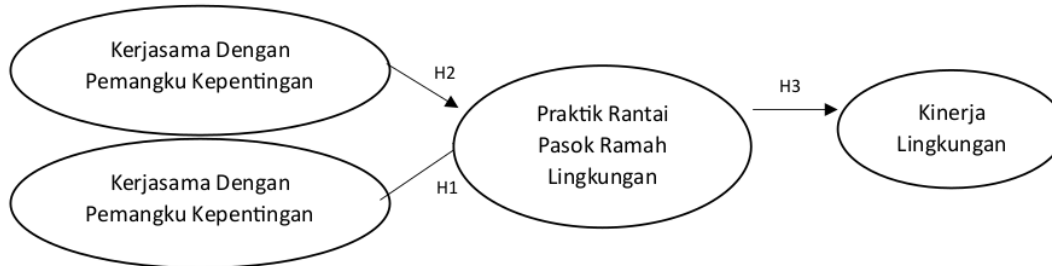 Kerjasama Dengan
Pemangku Kepentingan
H2
Kerjasama Dengan
Pemangku Kepentingan
H1
Praktik Rantai
Pasok Ramah
Lingkungan
H3
Kinerja
Lingkungan